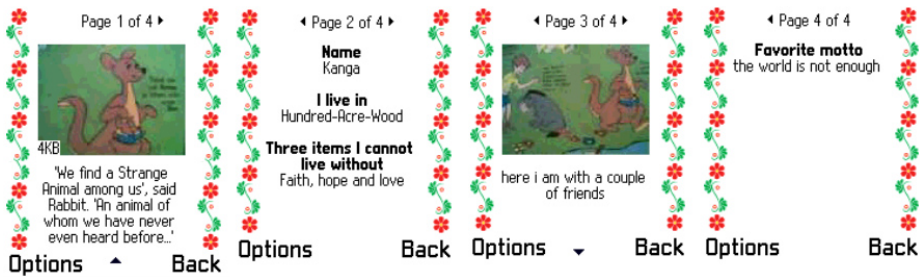 Page 1 of 4
4KB
'We find a Strange
Animal among us', said
Rabbit. 'An animal of
whom we have never
even heard before...'
Options Back
Page 2 of 4
Name
Kanga
I live in
Hundred-Acre-Wood
Three items I cannot
live without
Faith, hope and love
Options Back
Page 3 of 4
here i am with a couple
of friends
Options Back
Page 4 of 4
Favorite motto
the world is not enough
Options Back